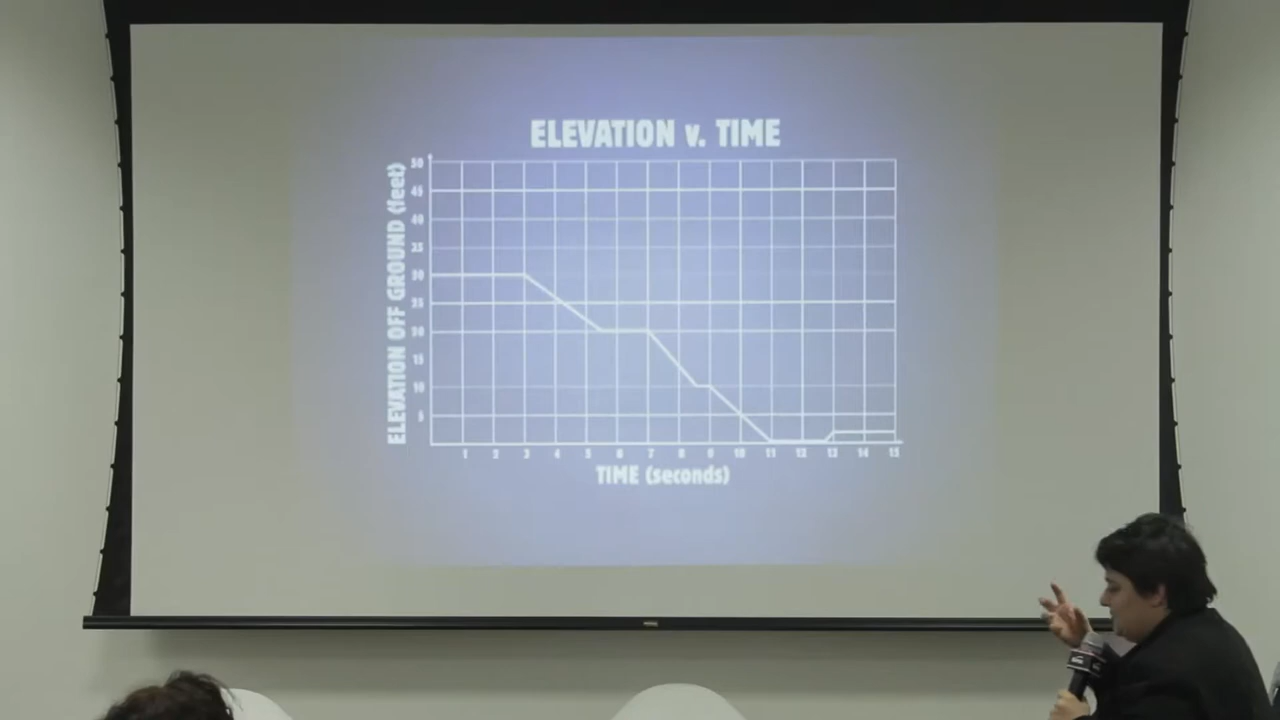 ELEVATION v. TIME
ELEVATION OFF GROUND (feet)
50
45
40
35
30
25
20
15
10
5
1 2 3 4 5 6 7 8 9 10 11 12 13 14 15
TIME (seconds)